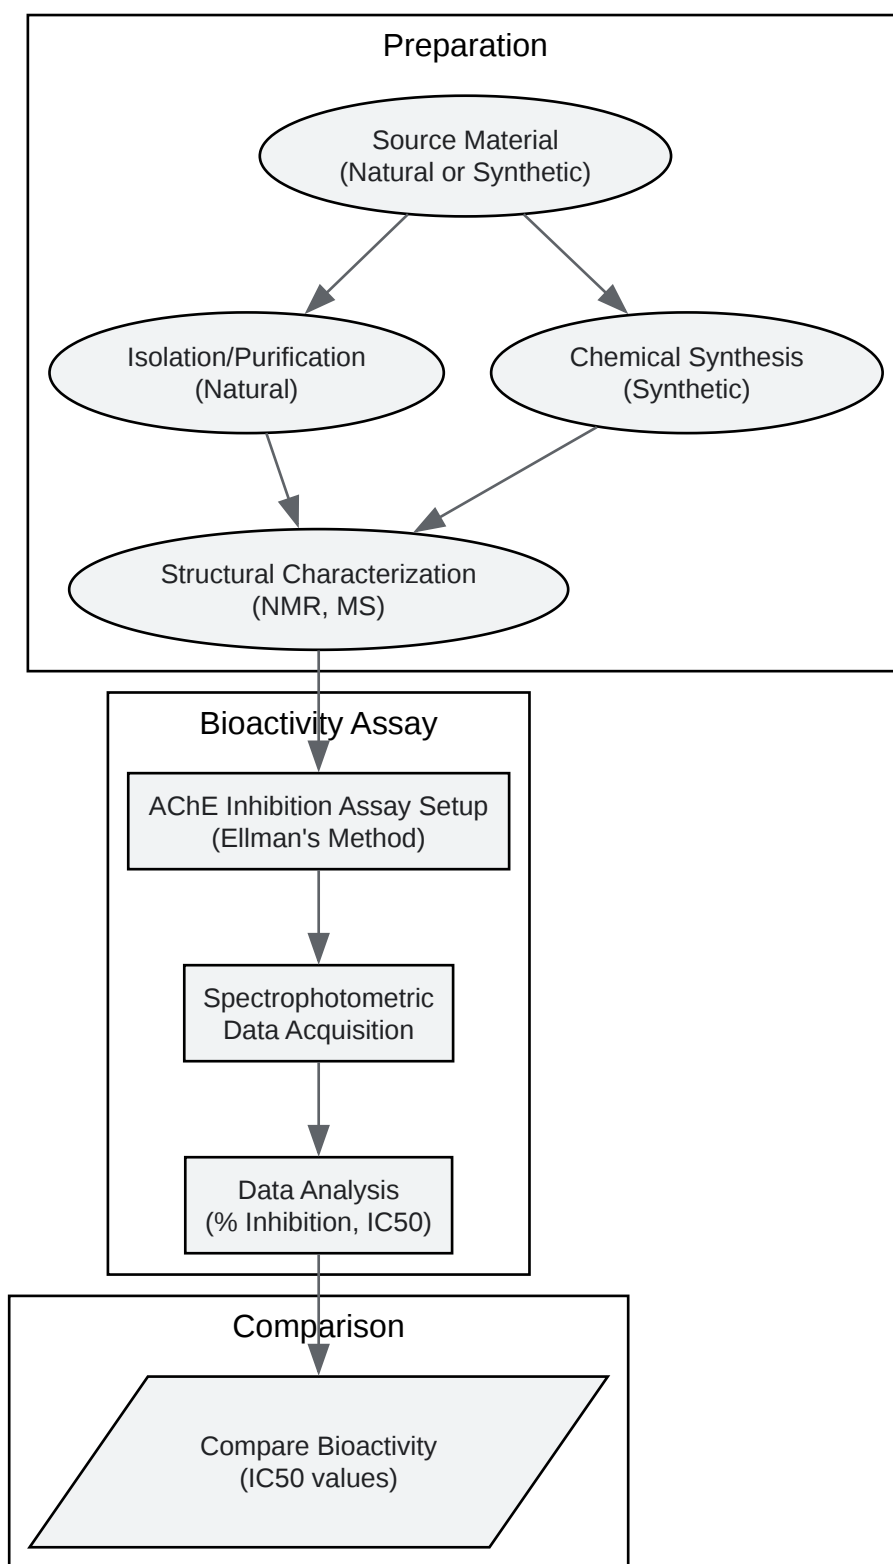 Preparation
Source Material
(Natural or Synthetic)
Isolation/Purification
(Natural)
Chemical Synthesis
(Synthetic)
Structural Characterization
(NMR, MS)
Bioactivity Assay
AChE Inhibition Assay Setup
(Ellman's Method)
Spectrophotometric
Data Acquisition
Data Analysis
(% Inhibition, IC50)
Comparison
Compare Bioactivity
(IC50 values)